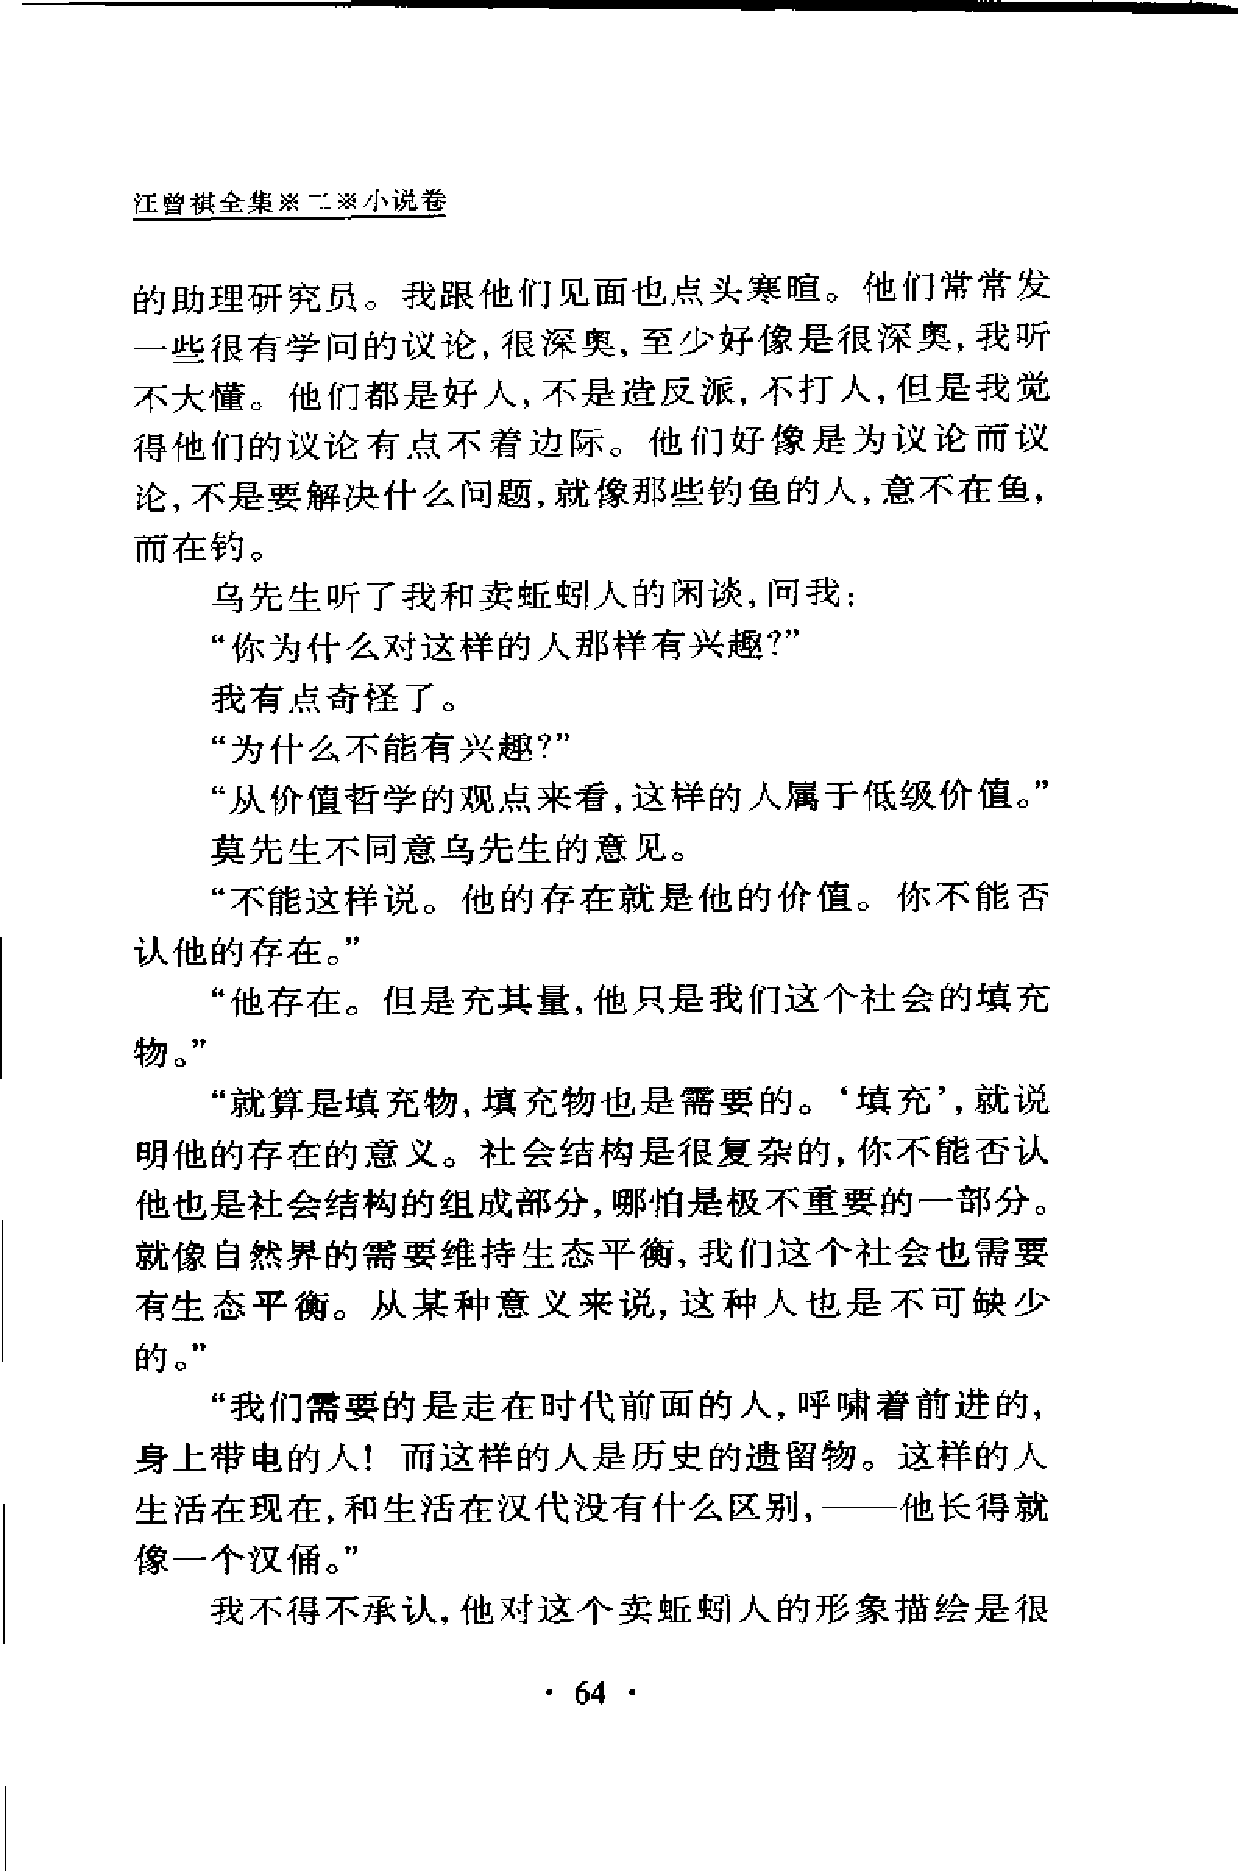 汪曾祺全集※二※小说卷
的助理研究员。我跟他们见面也点头寒暄。他们常常发
一些很有学问的议论,很深奥,至少好像是很深奥,我听
不大懂。他们都是好人,不是造反派,不打人,但是我觉
得他们的议论有点不着边际。他们好像是为议论而议
论,不是要解决什么问题,就像那些钓鱼的人,意不在鱼,
而在钓。
乌先生听了我和卖蚯蚓人的闲谈,问我:
“你为什么对这样的人那样有兴趣?”
我有点奇怪了。
“为什么不能有兴趣?”
“从价值哲学的观点来看,这样的人属于低级价值。”
莫先生不同意乌先生的意见。
“不能这样说。他的存在就是他的价值。你不能否
认他的存在。”
“他存在。但是充其量,他只是我们这个社会的填充
物。”
“就算是填充物,填充物也是需要的。‘填充’,就说
明他的存在的意义。社会结构是很复杂的,你不能否认
他也是社会结构的组成部分,哪怕是极不重要的一部分。
就像自然界的需要维持生态平衡,我们这个社会也需要
有生态平衡。从某种意义来说,这种人也是不可缺少
的。”
“我们需要的是走在时代前面的人,呼啸着前进的,
身上带电的人! 而这样的人是历史的遗留物。这样的人
生活在现在,和生活在汉代没有什么区别,——他长得就
像一个汉俑。”
我不得不承认,他对这个卖蚯蚓人的形象描绘是很
· 64 ·